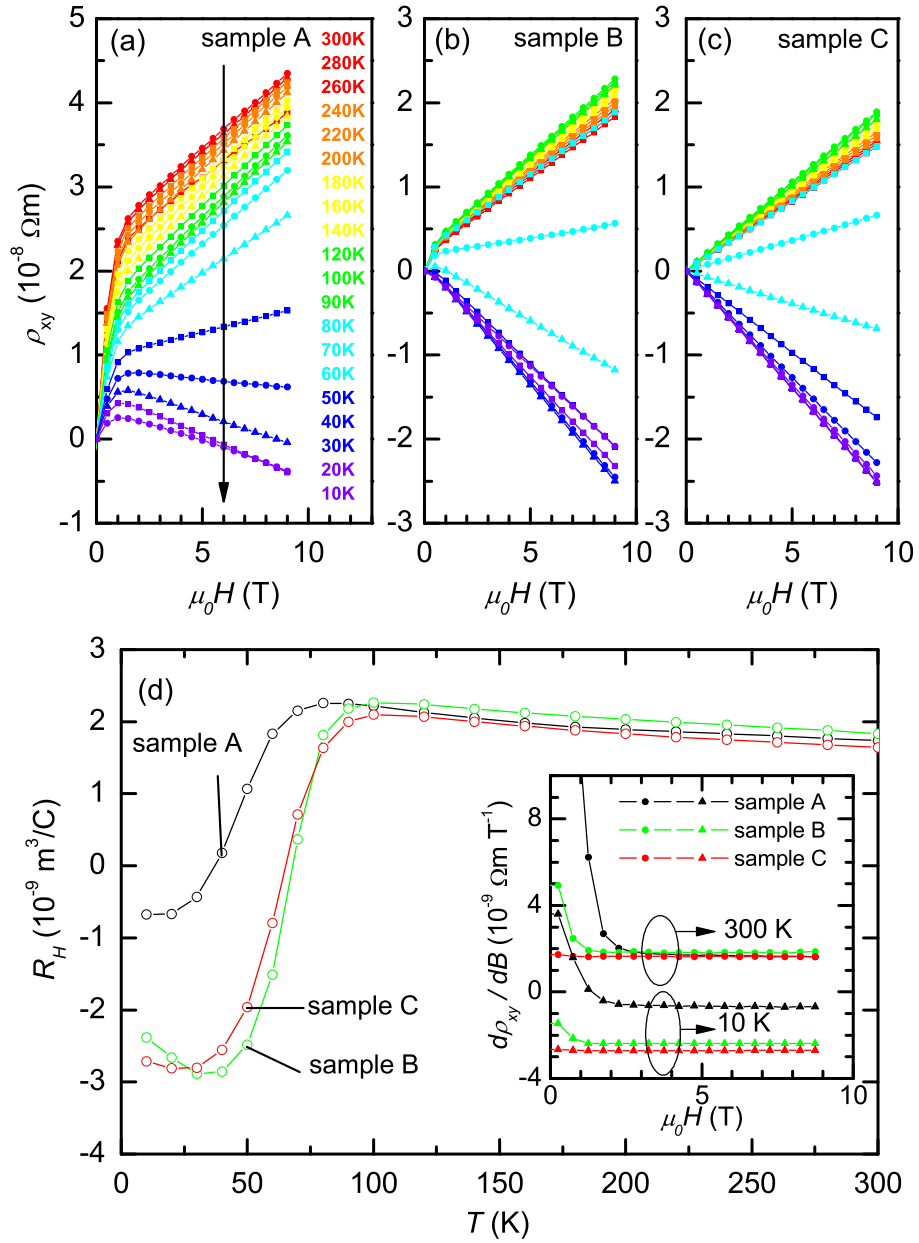 (a) sample A
300K
280K
260K
240K
220K
200K
180K
160K
140K
120K
100K
90K
80K
70K
60K
50K
40K
30K
20K
10K
5
4
3
2
1
0
-1
ρxy (10⁻⁸ Ωm)
0 5 10
μ₀H (T)
(b) sample B
3
2
1
0
-1
-2
-3
0 5 10
μ₀H (T)
(c) sample C
3
2
1
0
-1
-2
-3
0 5 10
μ₀H (T)
(d)
3
2
1
0
-1
-2
-3
-4
R_H (10⁻⁹ m³/C)
sample A
sample C
sample B
0 50 100 150 200 250 300
T (K)
8
4
0
-4
dρxy / dB (10⁻⁹ Ωm T⁻¹)
sample A
sample B
sample C
300 K
10 K
0 5 10
μ₀H (T)